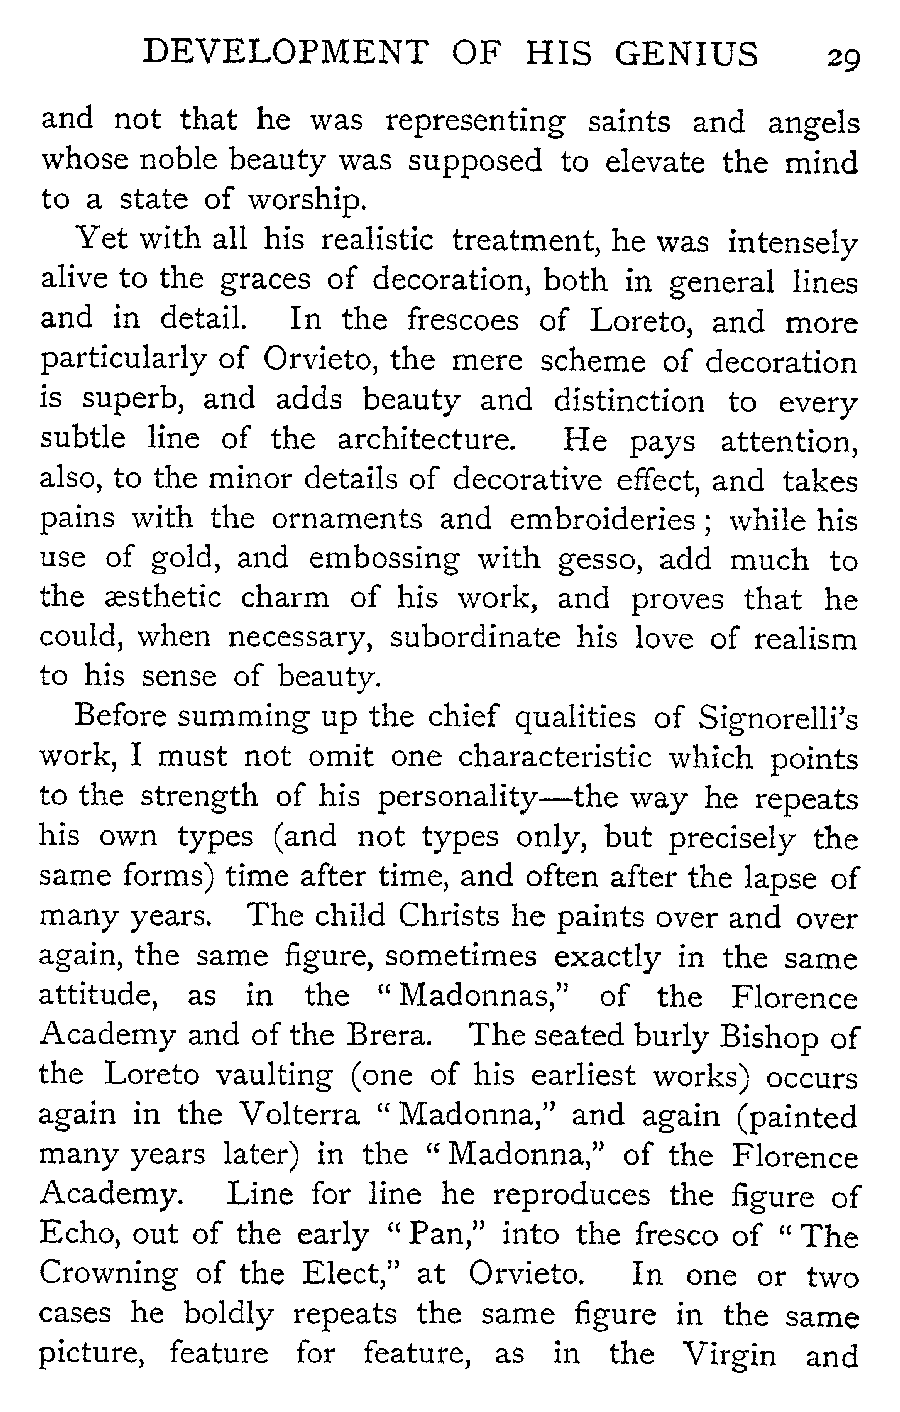 DEVELOPMENT OF HIS GENIUS 29
and not that he was representing saints and angels
whose noble beauty was supposed to elevate the mind
to a state of worship.
Yet with all his realistic treatment, he was intensely
alive to the graces of decoration, both in general lines
and in detail. In the frescoes of Loreto, and more
particularly of Orvieto, the mere scheme of decoration
is superb, and adds beauty and distinction to every
subtle line of the architecture. He pays attention,
also, to the minor details of decorative effect, and takes
pains with the ornaments and embroideries; while his
use of gold, and embossing with gesso, add much to
the æsthetic charm of his work, and proves that he
could, when necessary, subordinate his love of realism
to his sense of beauty.
Before summing up the chief qualities of Signorelli's
work, I must not omit one characteristic which points
to the strength of his personality—the way he repeats
his own types (and not types only, but precisely the
same forms) time after time, and often after the lapse of
many years. The child Christs he paints over and over
again, the same figure, sometimes exactly in the same
attitude, as in the "Madonnas," of the Florence
Academy and of the Brera. The seated burly Bishop of
the Loreto vaulting (one of his earliest works) occurs
again in the Volterra "Madonna," and again (painted
many years later) in the "Madonna," of the Florence
Academy. Line for line he reproduces the figure of
Echo, out of the early "Pan," into the fresco of "The
Crowning of the Elect," at Orvieto. In one or two
cases he boldly repeats the same figure in the same
picture, feature for feature, as in the Virgin and